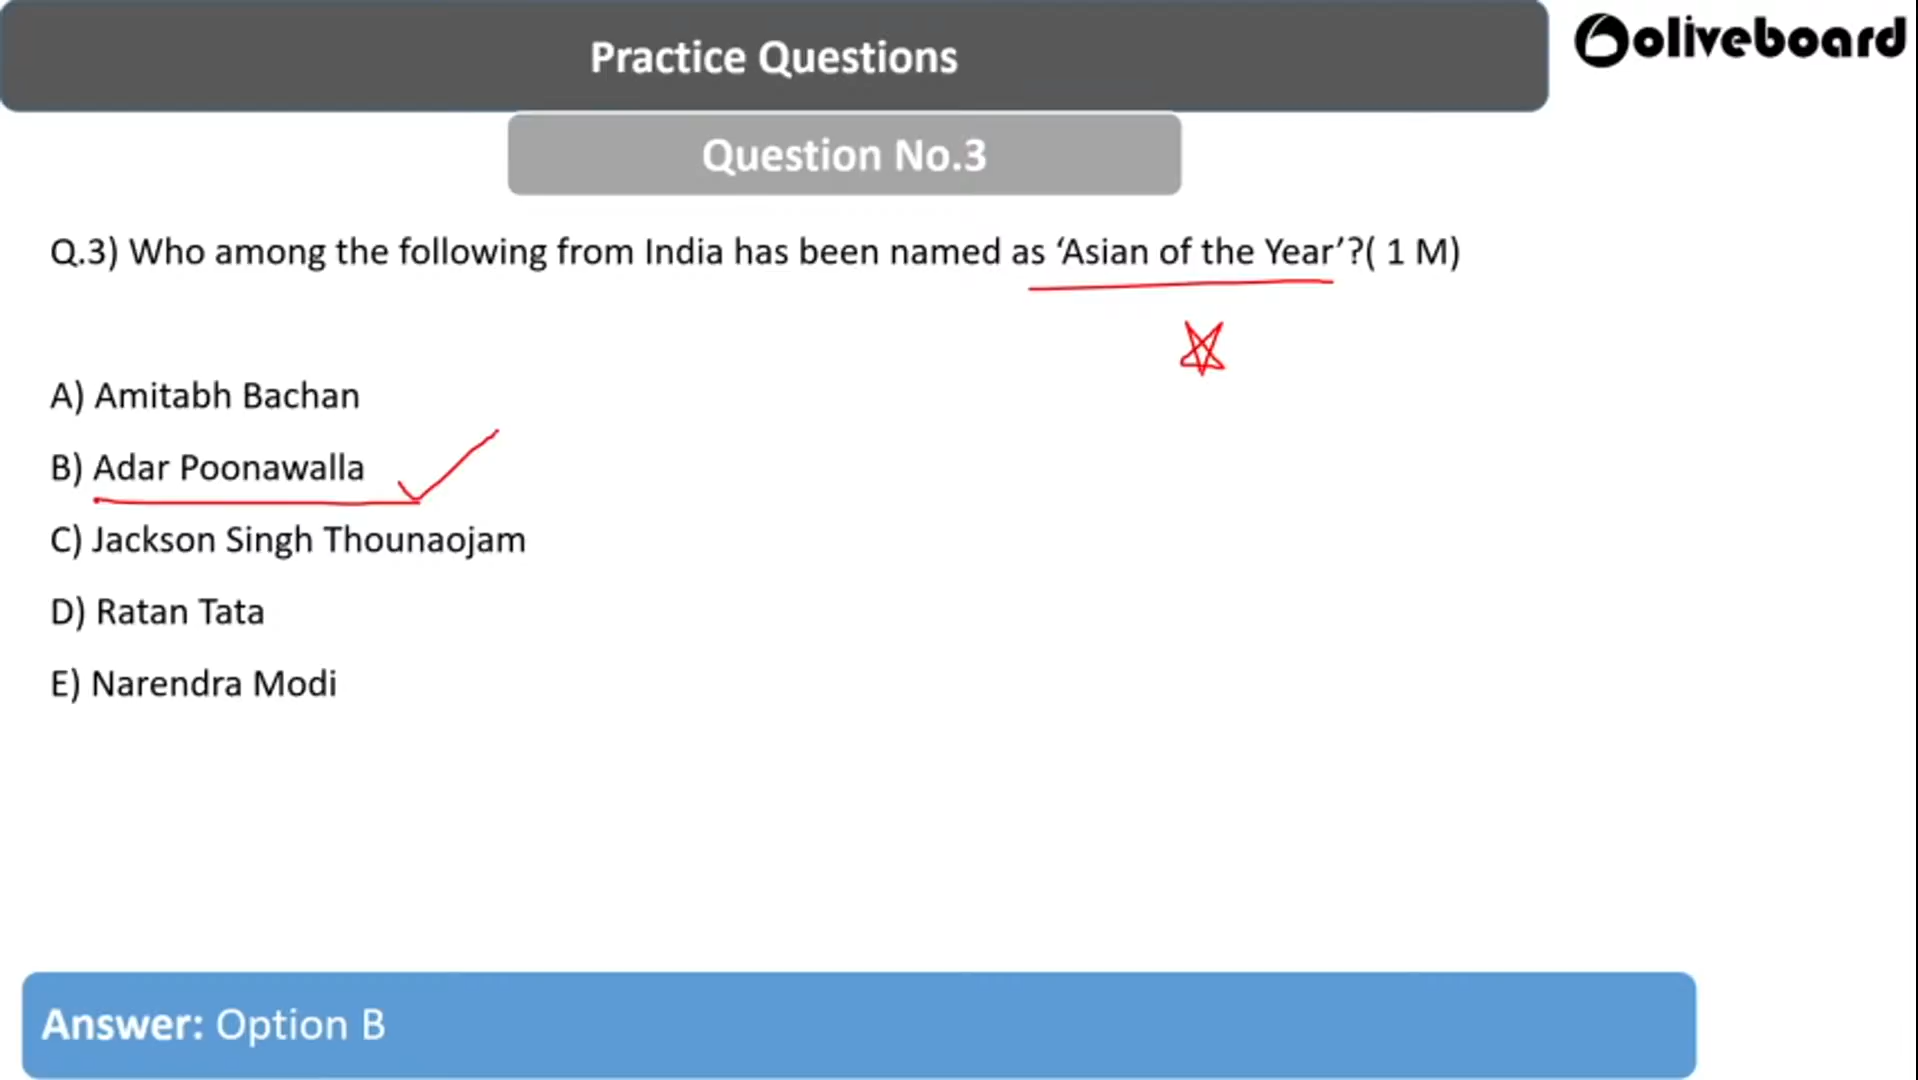 Practice Questions
oliveboard
Question No.3
Q.3) Who among the following from India has been named as ‘Asian of the Year’?( 1 M)
A) Amitabh Bachan
B) Adar Poonawalla
C) Jackson Singh Thounaojam
D) Ratan Tata
E) Narendra Modi
Answer: Option B